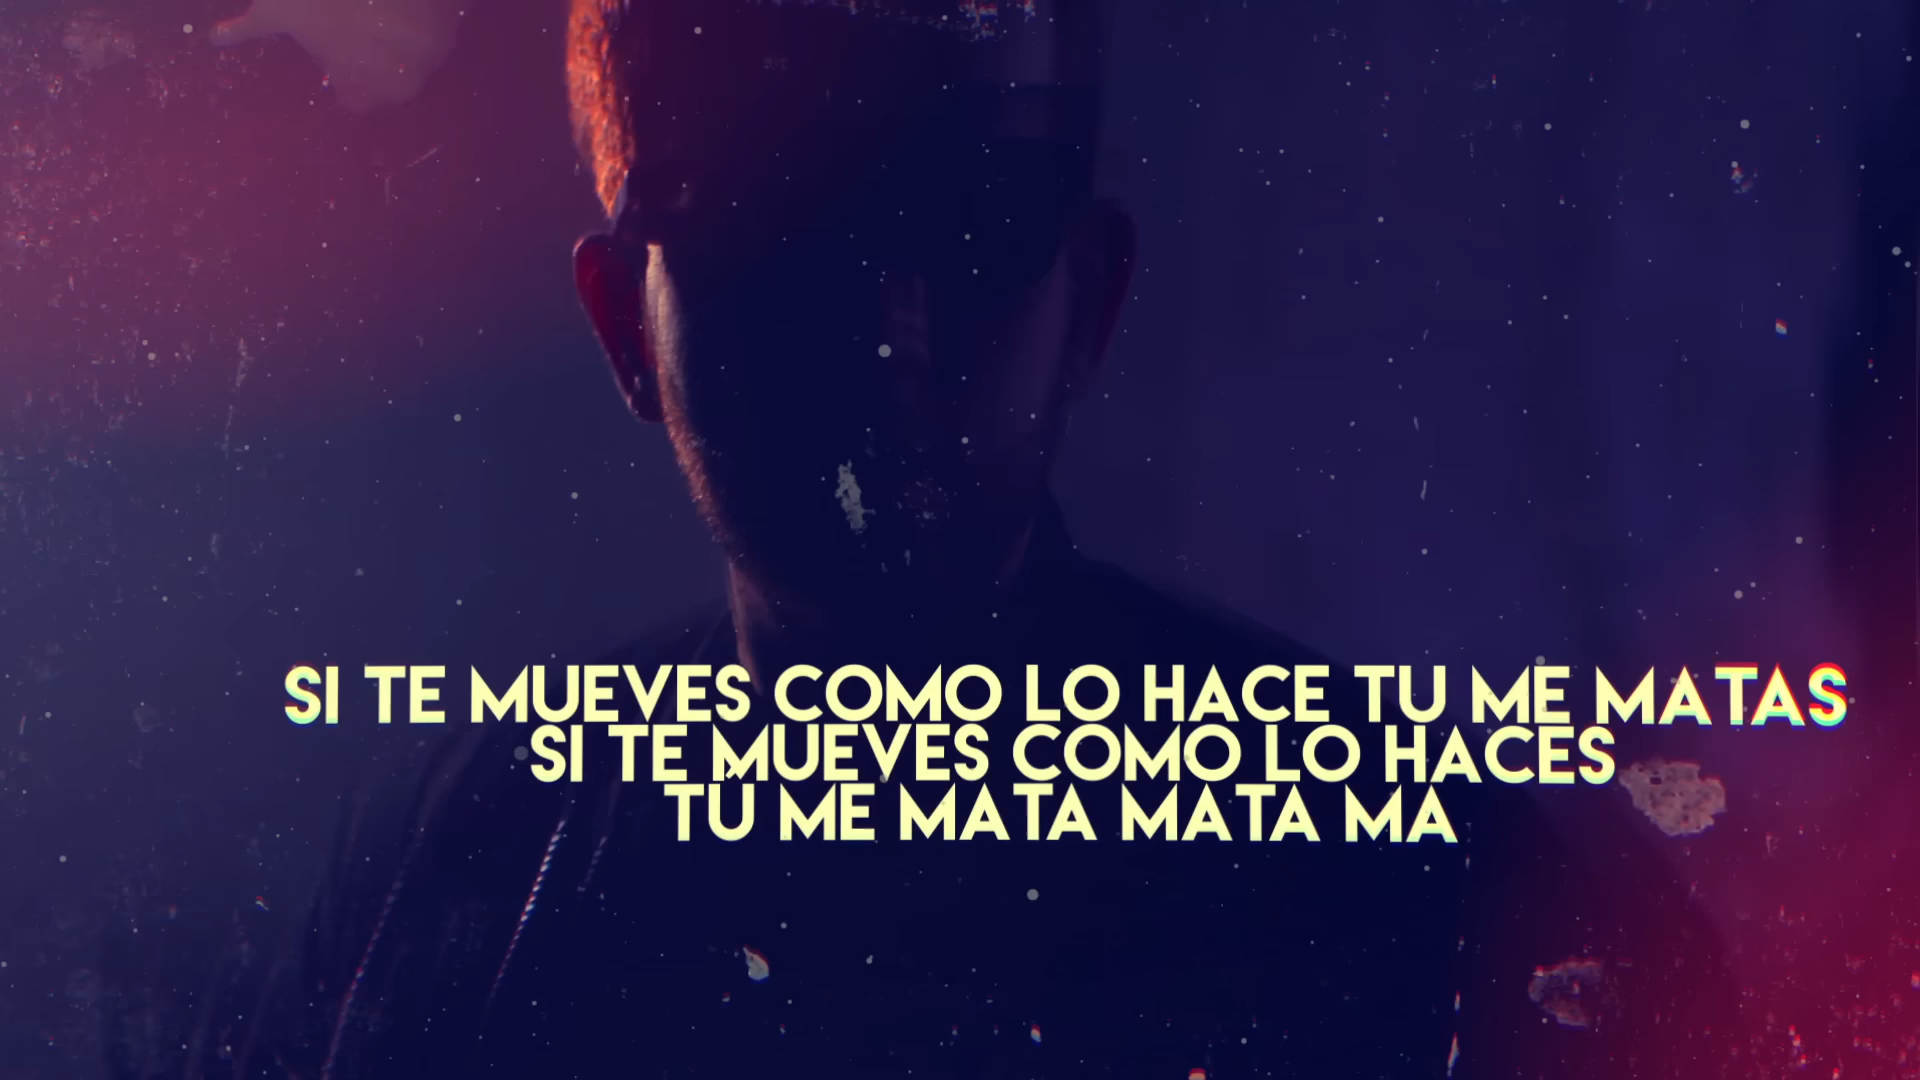 SI TE MUEVES COMO LO HACE TU ME MATAS
SI TE MUEVES COMO LO HACES
TÚ ME MATA MATA MA